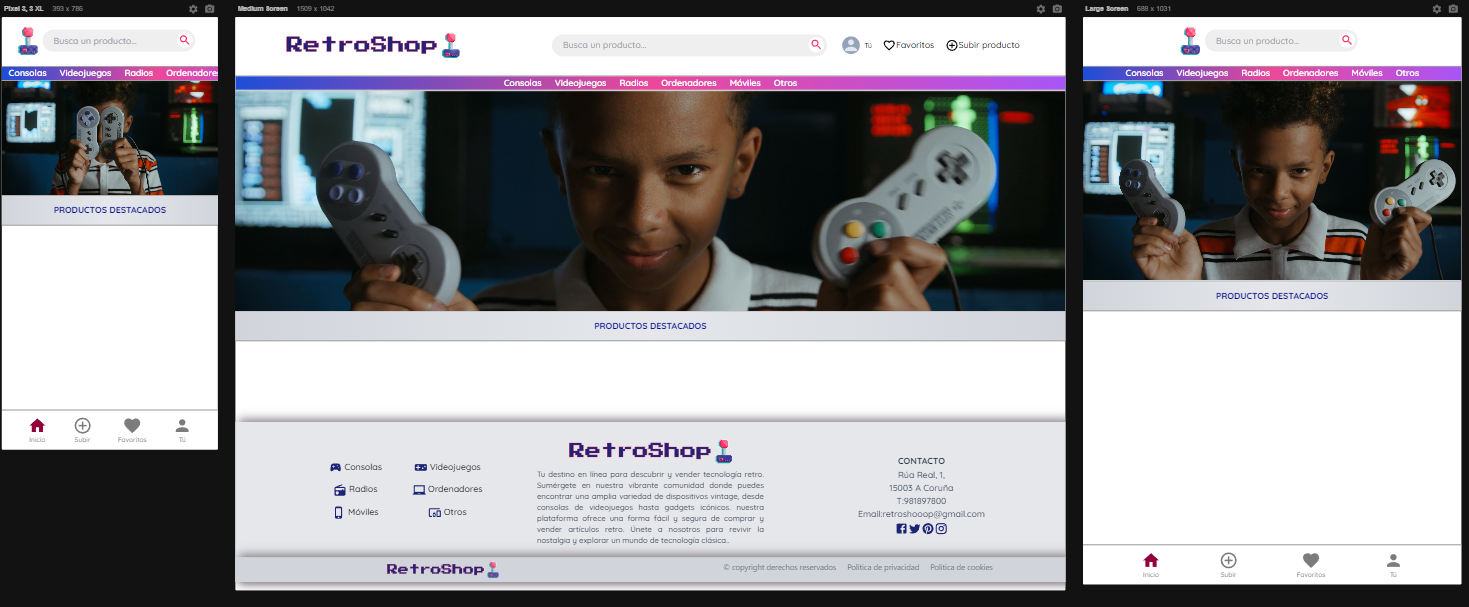 Pixel 3, 3 XL 393 x 786
Busca un producto...
Consolas Videojuegos Radios Ordenadores
PRODUCTOS DESTACADOS
Inicio Subir Favoritos Tú
Medium Screen 1509 x 1042
RetroShop
Busca un producto...
Tú Favoritos Subir producto
Consolas Videojuegos Radios Ordenadores Móviles Otros
PRODUCTOS DESTACADOS
Consolas Videojuegos
Radios Ordenadores
Móviles Otros
RetroShop
Tu destino en línea para descubrir y vender tecnología retro.
Sumérgete en nuestra vibrante comunidad donde puedes
encontrar una amplia variedad de dispositivos vintage, desde
consolas de videojuegos hasta gadgets icónicos. nuestra
plataforma ofrece una forma fácil y segura de comprar y
vender artículos retro. Únete a nosotros para revivir la
nostalgia y explorar un mundo de tecnología clásica..
CONTACTO
Rúa Real, 1,
15003 A Coruña
T:981897800
Email:retroshooop@gmail.com
RetroShop
© copyright derechos reservados Politica de privacidad Politica de cookies
Large Screen 688 x 1031
Busca un producto...
Consolas Videojuegos Radios Ordenadores Móviles Otros
PRODUCTOS DESTACADOS
Inicio Subir Favoritos Tú